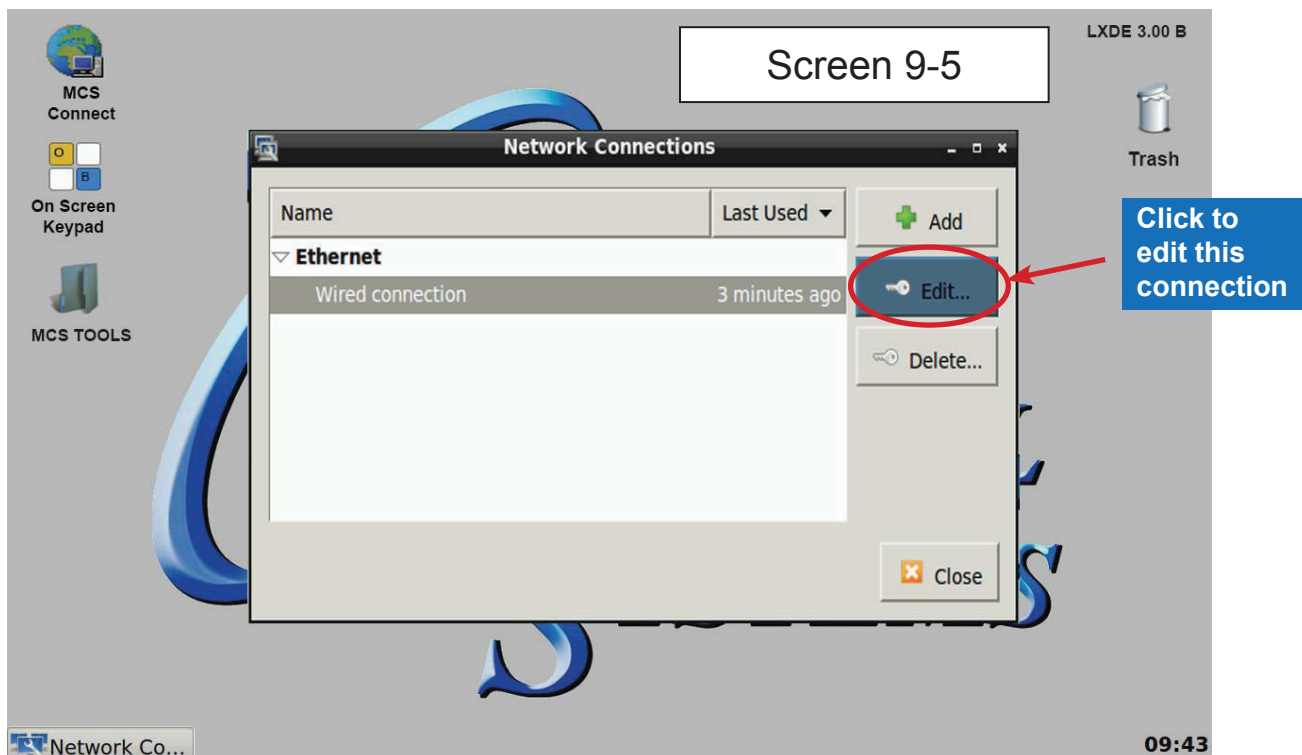 LXDE 3.00 B
Screen 9-5
MCS
Connect
O
B
On Screen
Keypad
MCS TOOLS
Trash
Network Connections
Name
Last Used
Add
Ethernet
Wired connection
3 minutes ago
Edit...
Delete...
Close
Click to
edit this
connection
Network Co...
09:43